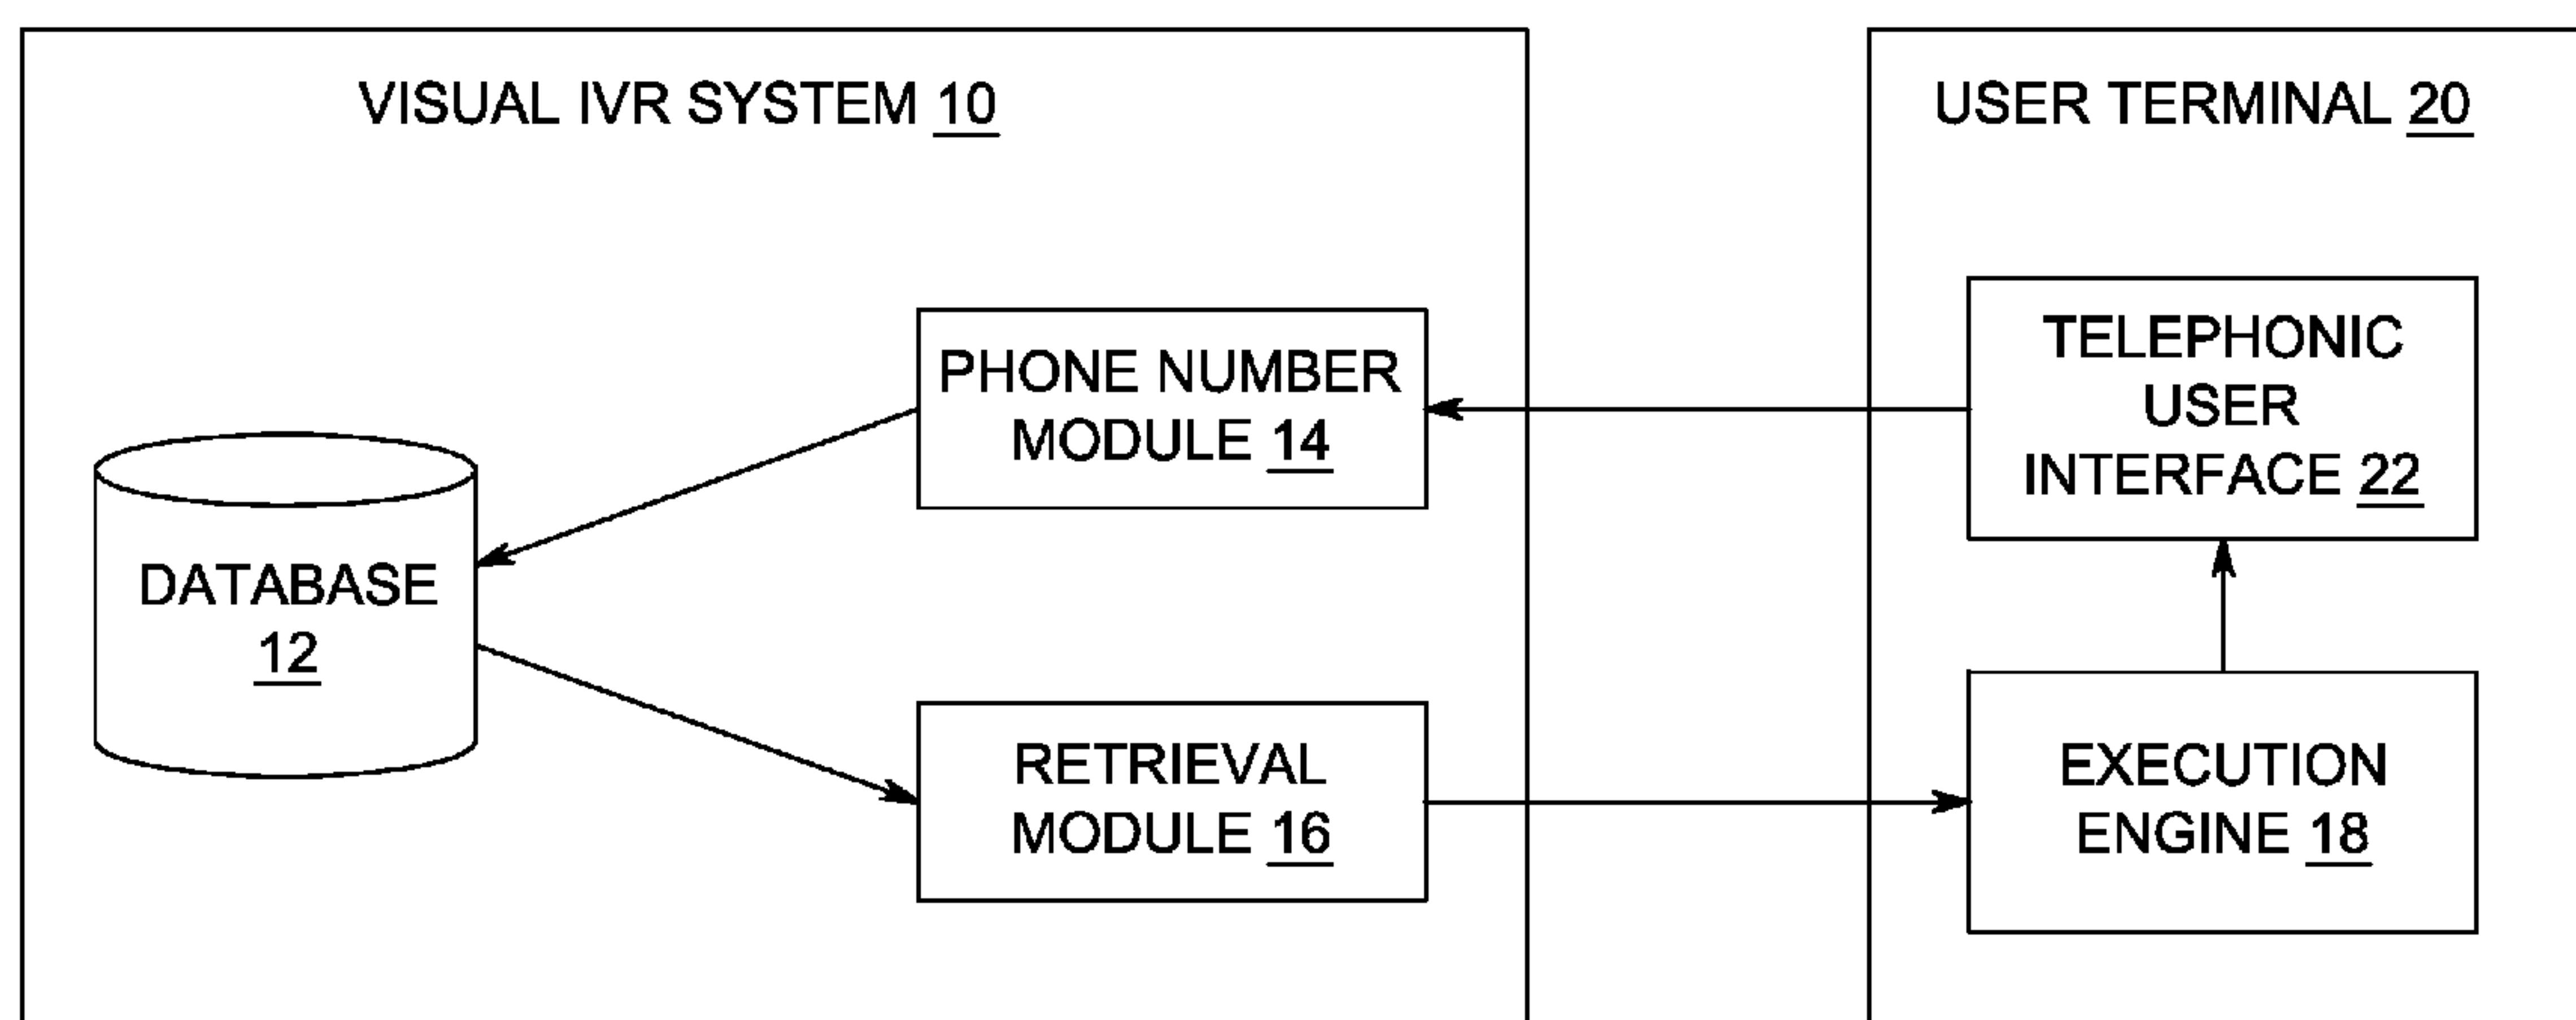 VISUAL IVR SYSTEM 10
USER TERMINAL 20
PHONE NUMBER
MODULE 14
TELEPHONIC
USER
INTERFACE 22
DATABASE
12
RETRIEVAL
MODULE 16
EXECUTION
ENGINE 18